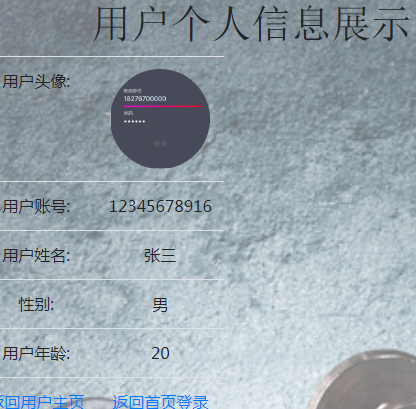 用户个人信息展示
用户头像:
18276700000
••••••
用户账号: 12345678916
用户姓名: 张三
性别: 男
用户年龄: 20
返回用户主页 返回首页登录